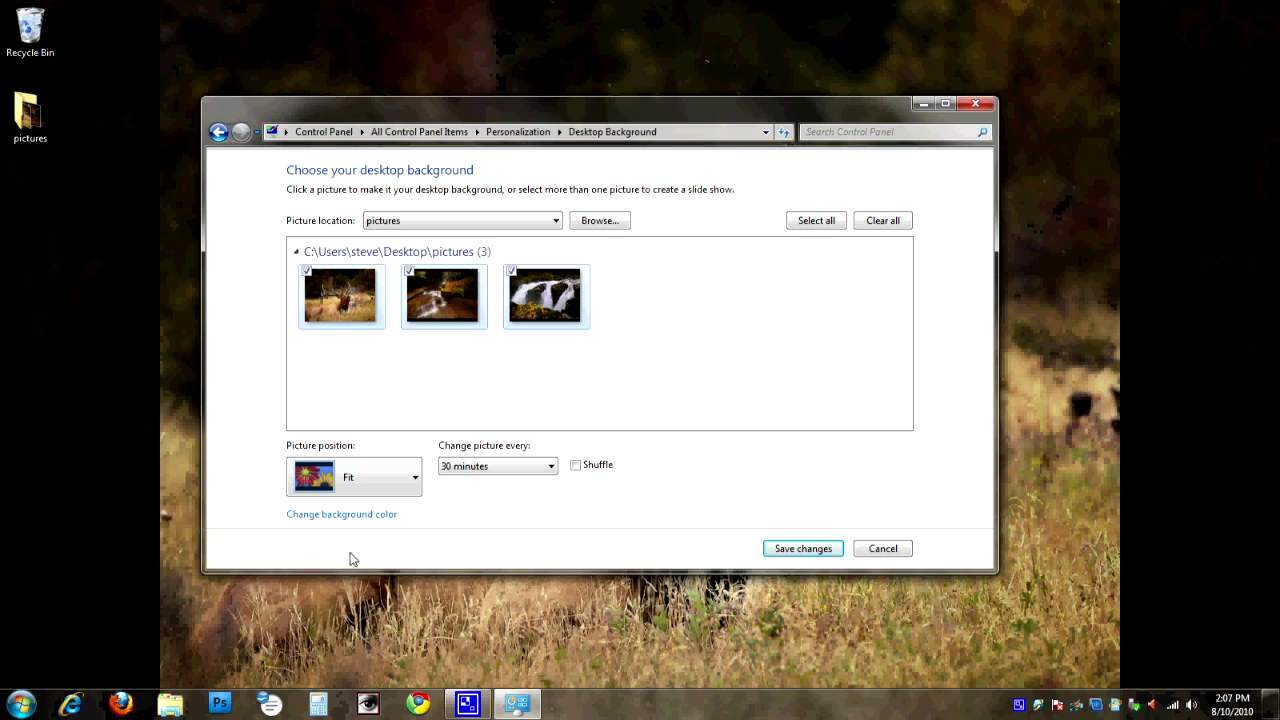 Recycle Bin
pictures
Control Panel All Control Panel Items Personalization Desktop Background
Search Control Panel
Choose your desktop background
Click a picture to make it your desktop background, or select more than one picture to create a slide show.
Picture location: pictures Browse... Select all Clear all
C:\Users\steve\Desktop\pictures (3)
Picture position: Change picture every:
Fit 30 minutes Shuffle
Change background color
Save changes Cancel
Ps
2:07 PM
8/10/2010